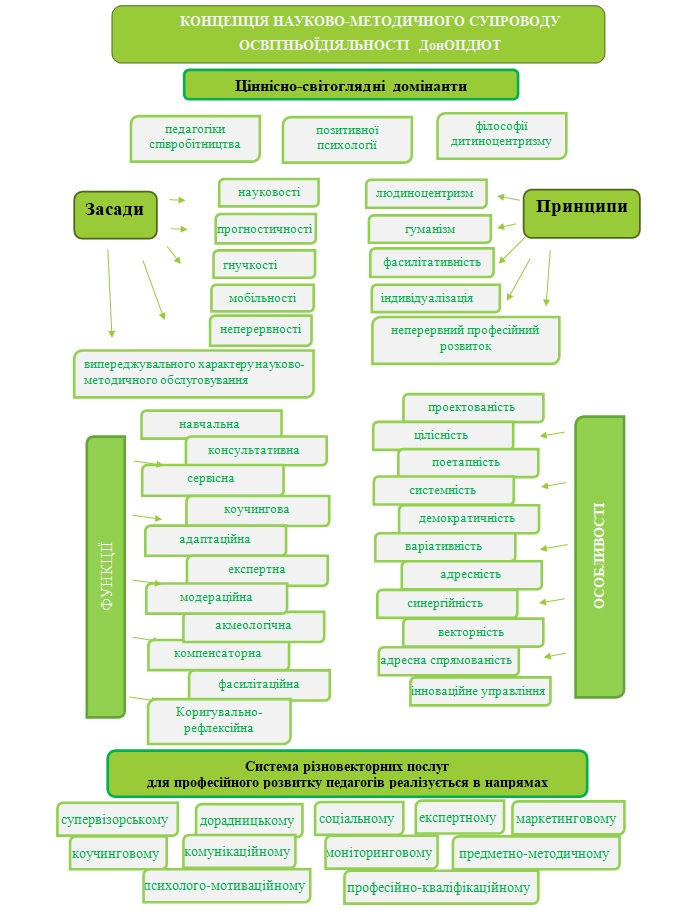 КОНЦЕПЦІЯ НАУКОВО-МЕТОДИЧНОГО СУПРОВОДУ
ОСВІТНЬОЇДІЯЛЬНОСТІ ДонОПДЮТ
Ціннісно-світоглядні домінанти
педагогіки
співробітництва
позитивної
психології
філософії
дитиноцентризму
Засади
науковості
прогностичності
гнучкості
мобільності
неперервності
випереджувального характеру науково-
методичного обслуговування
Принципи
людиноцентризм
гуманізм
фасилітативність
індивідуалізація
неперервний професійний
розвиток
ФУНКЦІЇ
навчальна
консультативна
сервісна
коучингова
адаптаційна
експертна
модераційна
акмеологічна
компенсаторна
фасилітаційна
Коригувально-
рефлексійна
ОСОБЛИВОСТІ
проектованість
цілісність
поетапність
системність
демократичність
варіативність
адресність
синергійність
векторність
адресна спрямованість
інноваційне управління
Система різновекторних послуг
для професійного розвитку педагогів реалізується в напрямах
супервізорському
дорадницькому
соціальному
експертному
маркетинговому
коучинговому
комунікаційному
моніторинговому
предметно-методичному
психолого-мотиваційному
професійно-кваліфікаційному